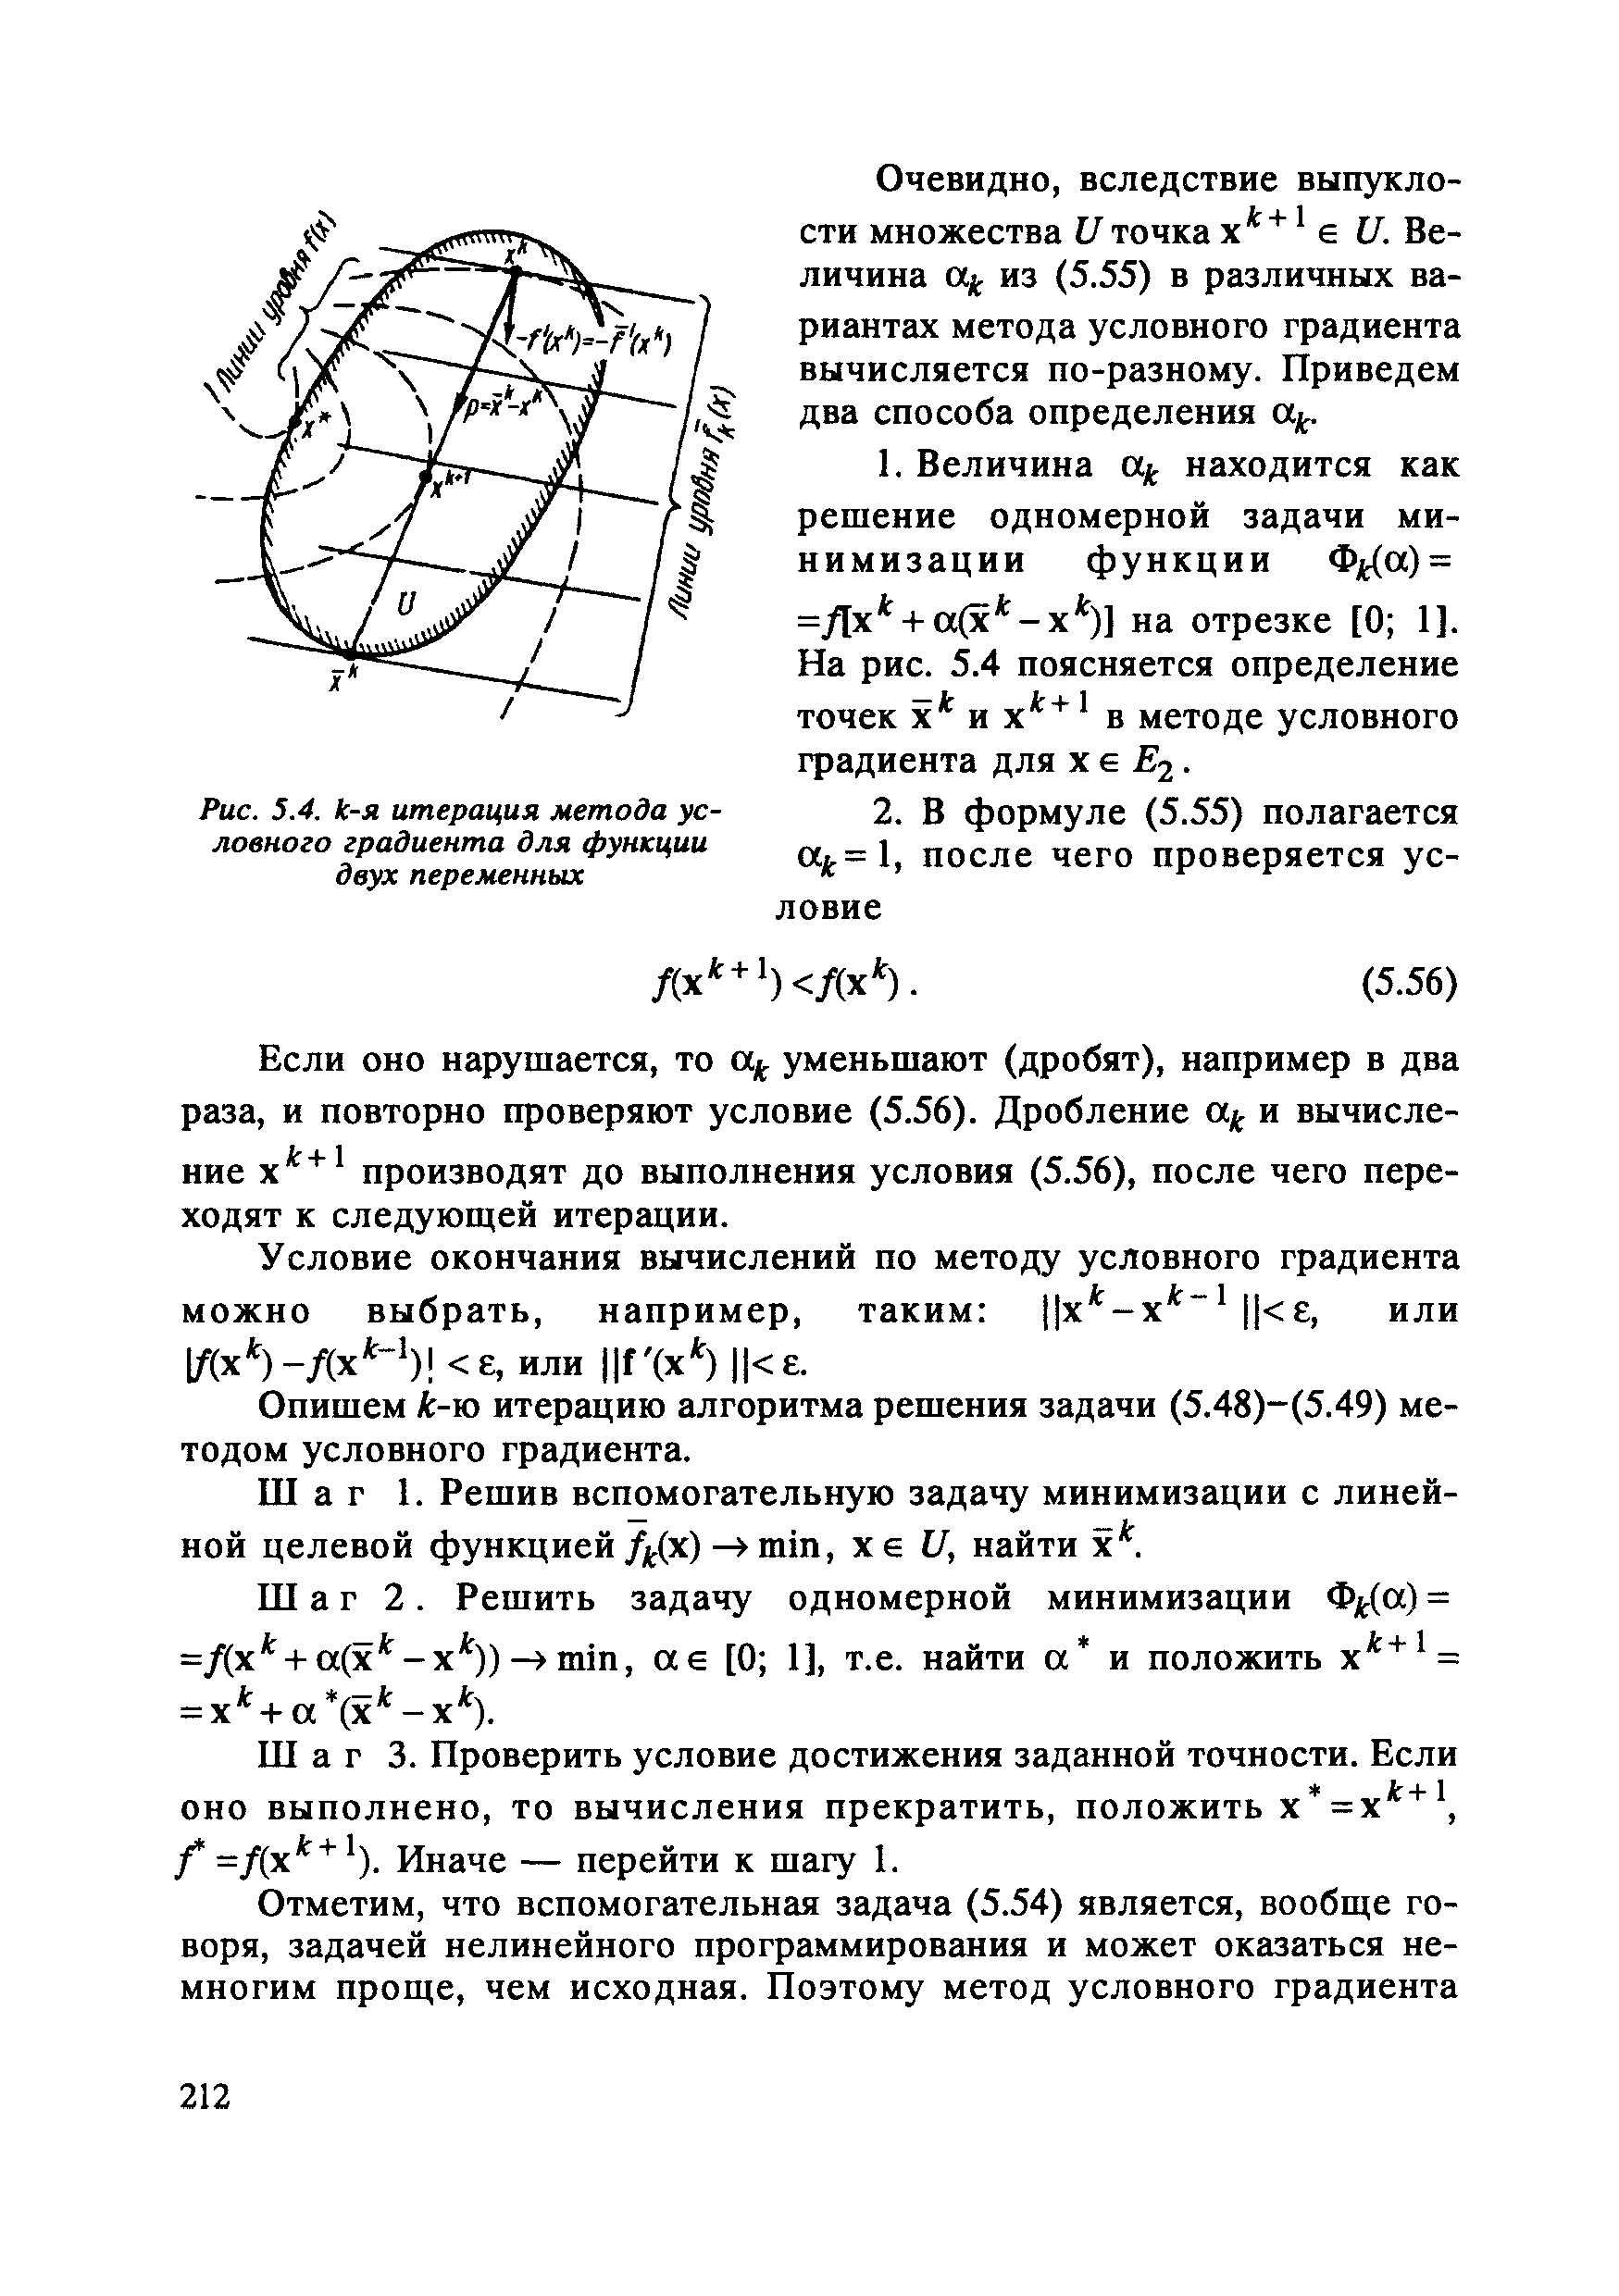 Линии уровня f(x)
x^k
-f'(x^k)=-f̄'(x^k)
p=x̄^k-x^k
x*
x^{k+1}
U
x̄^k
Линии уровня f̄_k(x)
Рис. 5.4. k-я итерация метода ус-
ловного градиента для функции
двух переменных
Очевидно, вследствие выпукло-
сти множества U точка x^{k+1} ∈ U. Ве-
личина α_k из (5.55) в различных ва-
риантах метода условного градиента
вычисляется по-разному. Приведем
два способа определения α_k.
1. Величина α_k находится как
решение одномерной задачи ми-
нимизации функции Φ_k(α) =
=f[x^k + α(x̄^k - x^k)] на отрезке [0; 1].
На рис. 5.4 поясняется определение
точек x̄^k и x^{k+1} в методе условного
градиента для x ∈ E_2.
2. В формуле (5.55) полагается
α_k = 1, после чего проверяется ус-
ловие
f(x^{k+1}) < f(x^k). (5.56)
Если оно нарушается, то α_k уменьшают (дробят), например в два
раза, и повторно проверяют условие (5.56). Дробление α_k и вычисле-
ние x^{k+1} производят до выполнения условия (5.56), после чего пере-
ходят к следующей итерации.
Условие окончания вычислений по методу условного градиента
можно выбрать, например, таким: ||x^k - x^{k-1}|| < ε, или
|f(x^k) - f(x^{k-1})| < ε, или ||f'(x^k)|| < ε.
Опишем k-ю итерацию алгоритма решения задачи (5.48)–(5.49) ме-
тодом условного градиента.
Шаг 1. Решив вспомогательную задачу минимизации с линей-
ной целевой функцией f̄_k(x) → min, x ∈ U, найти x̄^k.
Шаг 2. Решить задачу одномерной минимизации Φ_k(α) =
=f(x^k + α(x̄^k - x^k)) → min, α ∈ [0; 1], т.е. найти α* и положить x^{k+1} =
= x^k + α*(x̄^k - x^k).
Шаг 3. Проверить условие достижения заданной точности. Если
оно выполнено, то вычисления прекратить, положить x* = x^{k+1},
f* = f(x^{k+1}). Иначе — перейти к шагу 1.
Отметим, что вспомогательная задача (5.54) является, вообще го-
воря, задачей нелинейного программирования и может оказаться не-
многим проще, чем исходная. Поэтому метод условного градиента
212